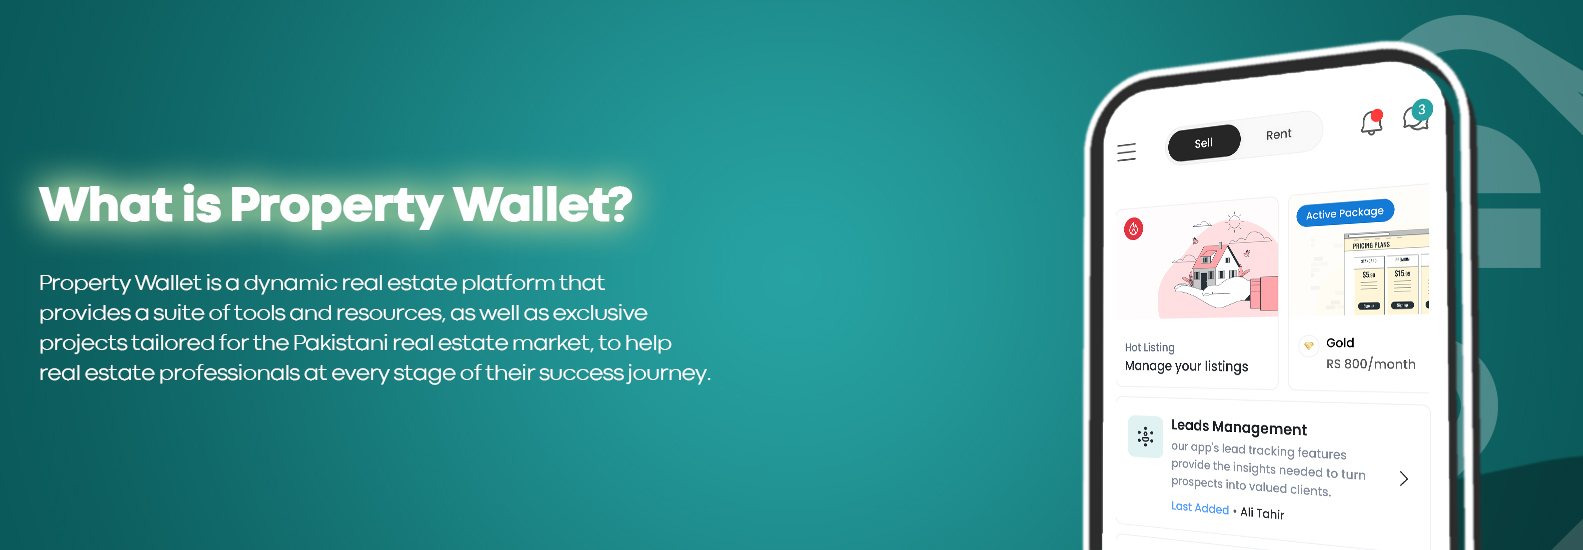 What is Property Wallet?
Property Wallet is a dynamic real estate platform that
provides a suite of tools and resources, as well as exclusive
projects tailored for the Pakistani real estate market, to help
real estate professionals at every stage of their success journey.
3
Sell
Rent
Active Package
PRICING PLANS
$5.99
$15.99
Hot Listing
Manage your listings
Gold
RS 800/month
Leads Management
our app's lead tracking features
provide the insights needed to turn
prospects into valued clients.
Last Added • Ali Tahir